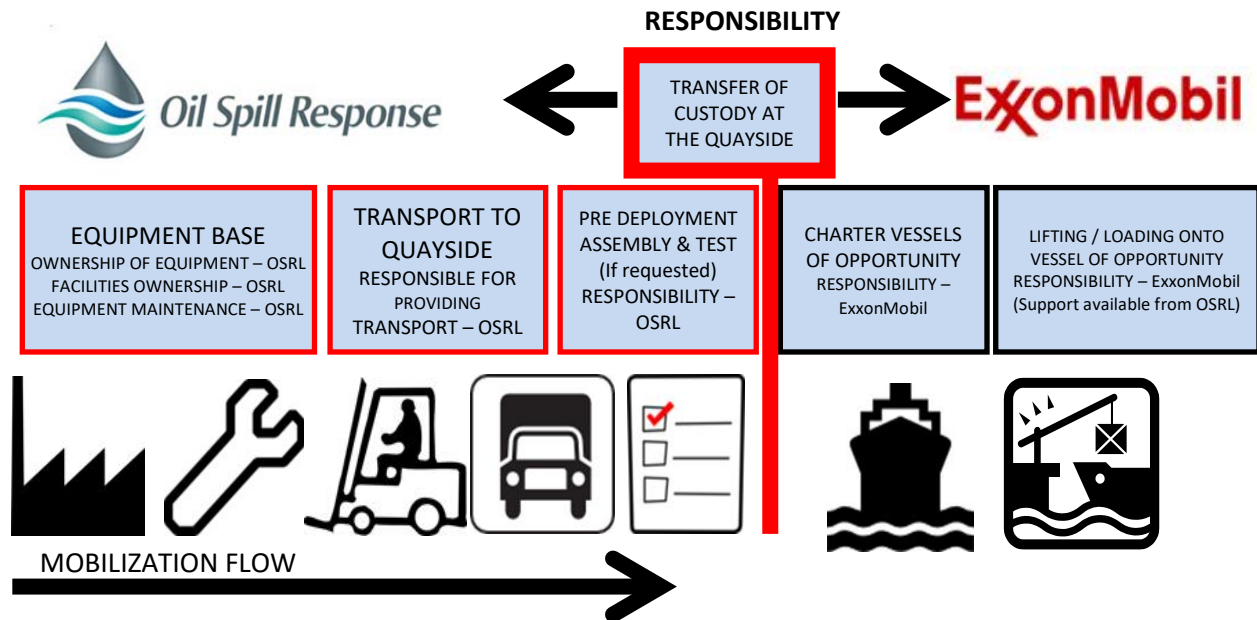 RESPONSIBILITY
Oil Spill Response
TRANSFER OF
CUSTODY AT
THE QUAYSIDE
ExxonMobil
EQUIPMENT BASE
OWNERSHIP OF EQUIPMENT – OSRL
FACILITIES OWNERSHIP – OSRL
EQUIPMENT MAINTENANCE – OSRL
TRANSPORT TO
QUAYSIDE
RESPONSIBLE FOR
PROVIDING
TRANSPORT – OSRL
PRE DEPLOYMENT
ASSEMBLY & TEST
(If requested)
RESPONSIBILITY –
OSRL
CHARTER VESSELS
OF OPPORTUNITY
RESPONSIBILITY –
ExxonMobil
LIFTING / LOADING ONTO
VESSEL OF OPPORTUNITY
RESPONSIBILITY – ExxonMobil
(Support available from OSRL)
MOBILIZATION FLOW